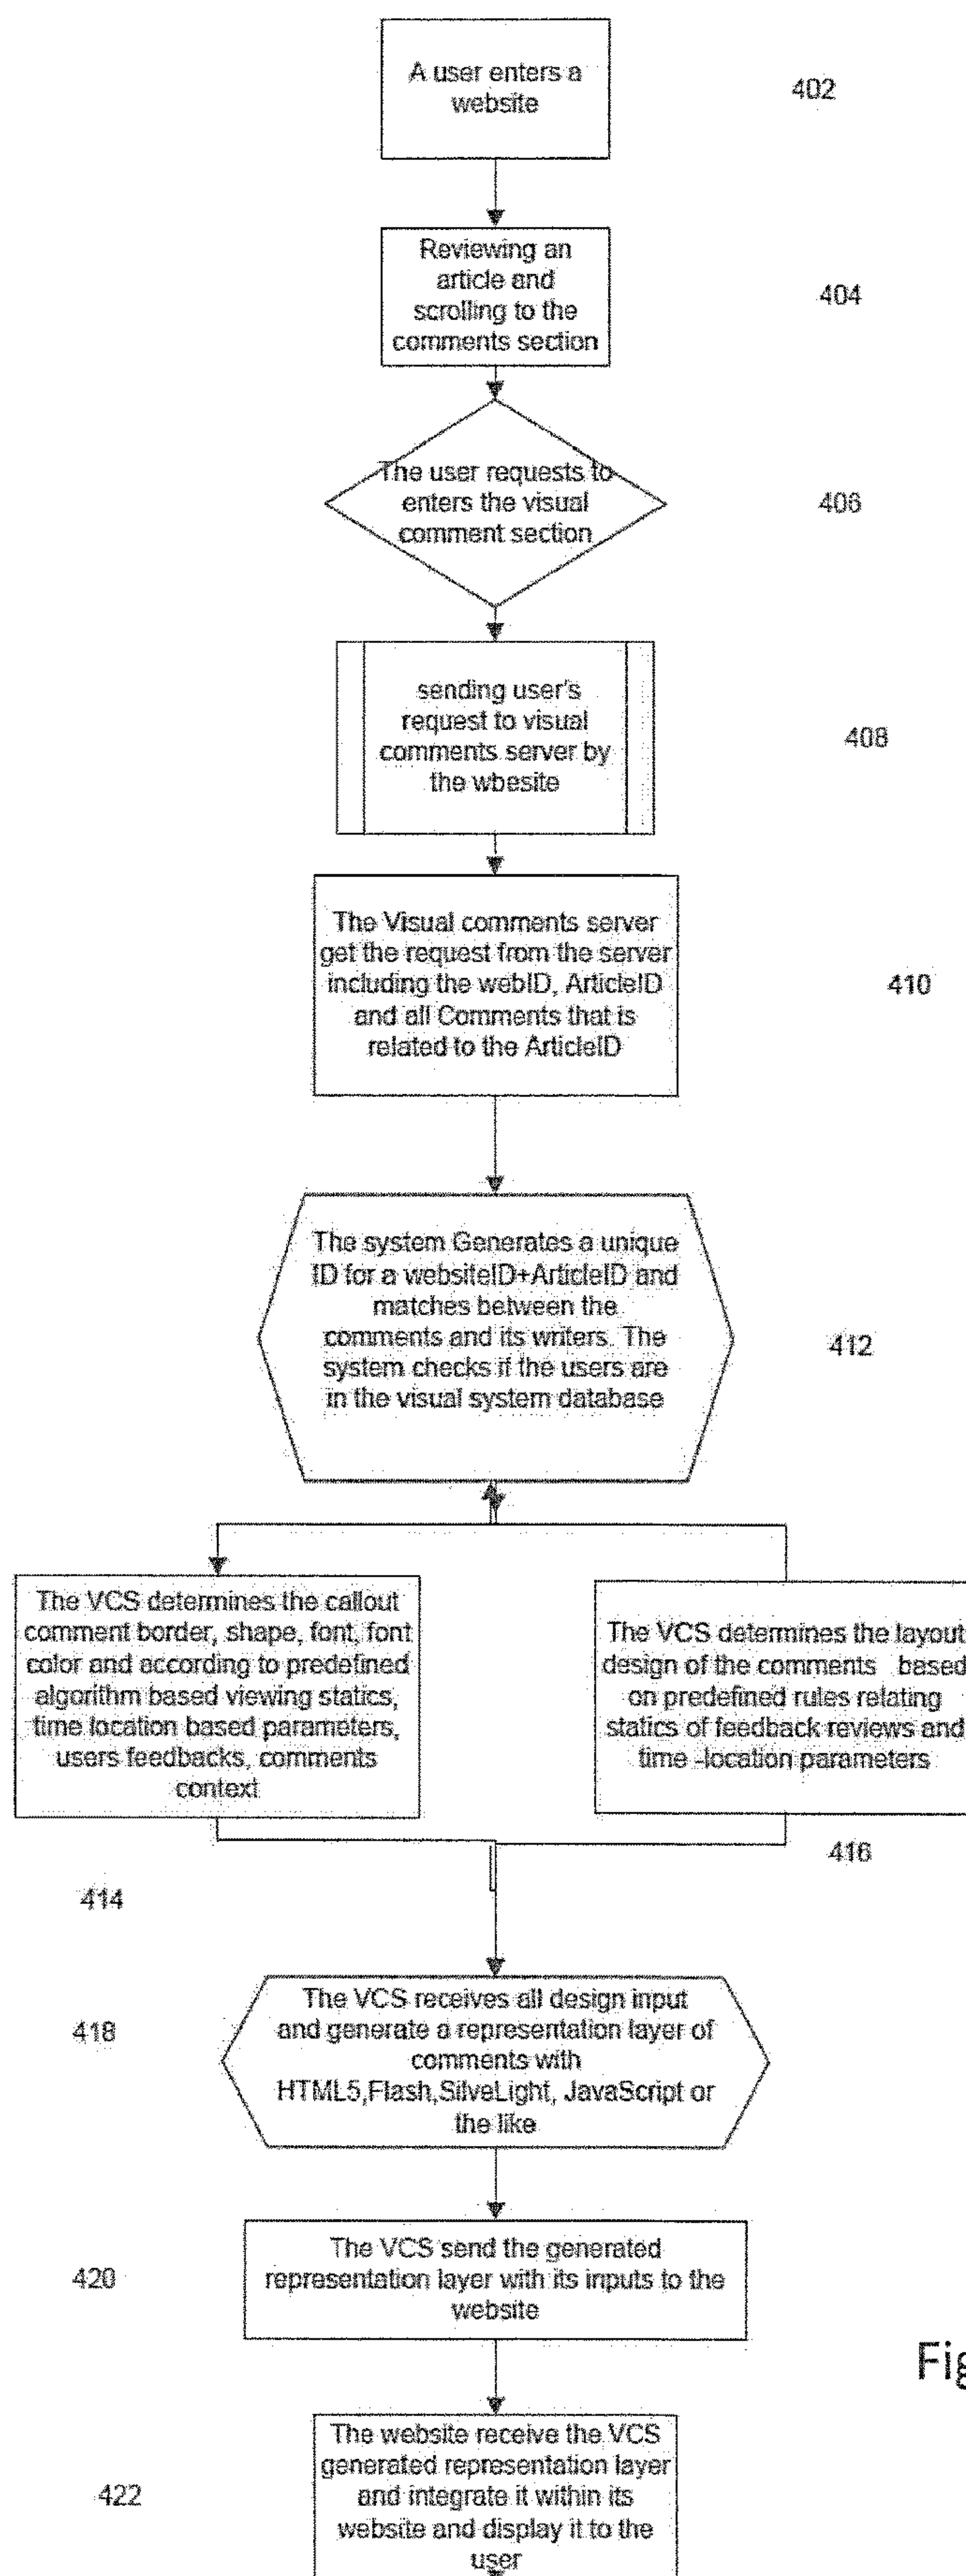 A user enters a
website
402
Reviewing an
article and
scrolling to the
comments section
404
The user requests to
enters the visual
comment section
406
sending user's
request to visual
comments server by
the wbesite
408
The Visual comments server
get the request from the server
including the webID, ArticleID
and all Comments that is
related to the ArticleID
410
The system Generates a unique
ID for a websiteID+ArticleID and
matches between the
comments and its writers. The
system checks if the users are
in the visual system database
412
The VCS determines the callout
comment border, shape, font, font
color and according to predefined
algorithm based viewing statics,
time location based parameters,
users feedbacks, comments
context
414
The VCS determines the layout
design of the comments based
on predefined rules relating
statics of feedback reviews and
time -location parameters
416
The VCS receives all design input
and generate a representation layer of
comments with
HTML5,Flash,SilveLight, JavaScript or
the like
418
The VCS send the generated
representation layer with its inputs to the
website
420
Fig
The website receive the VCS
generated representation layer
and integrate it within its
website and display it to the
user
422